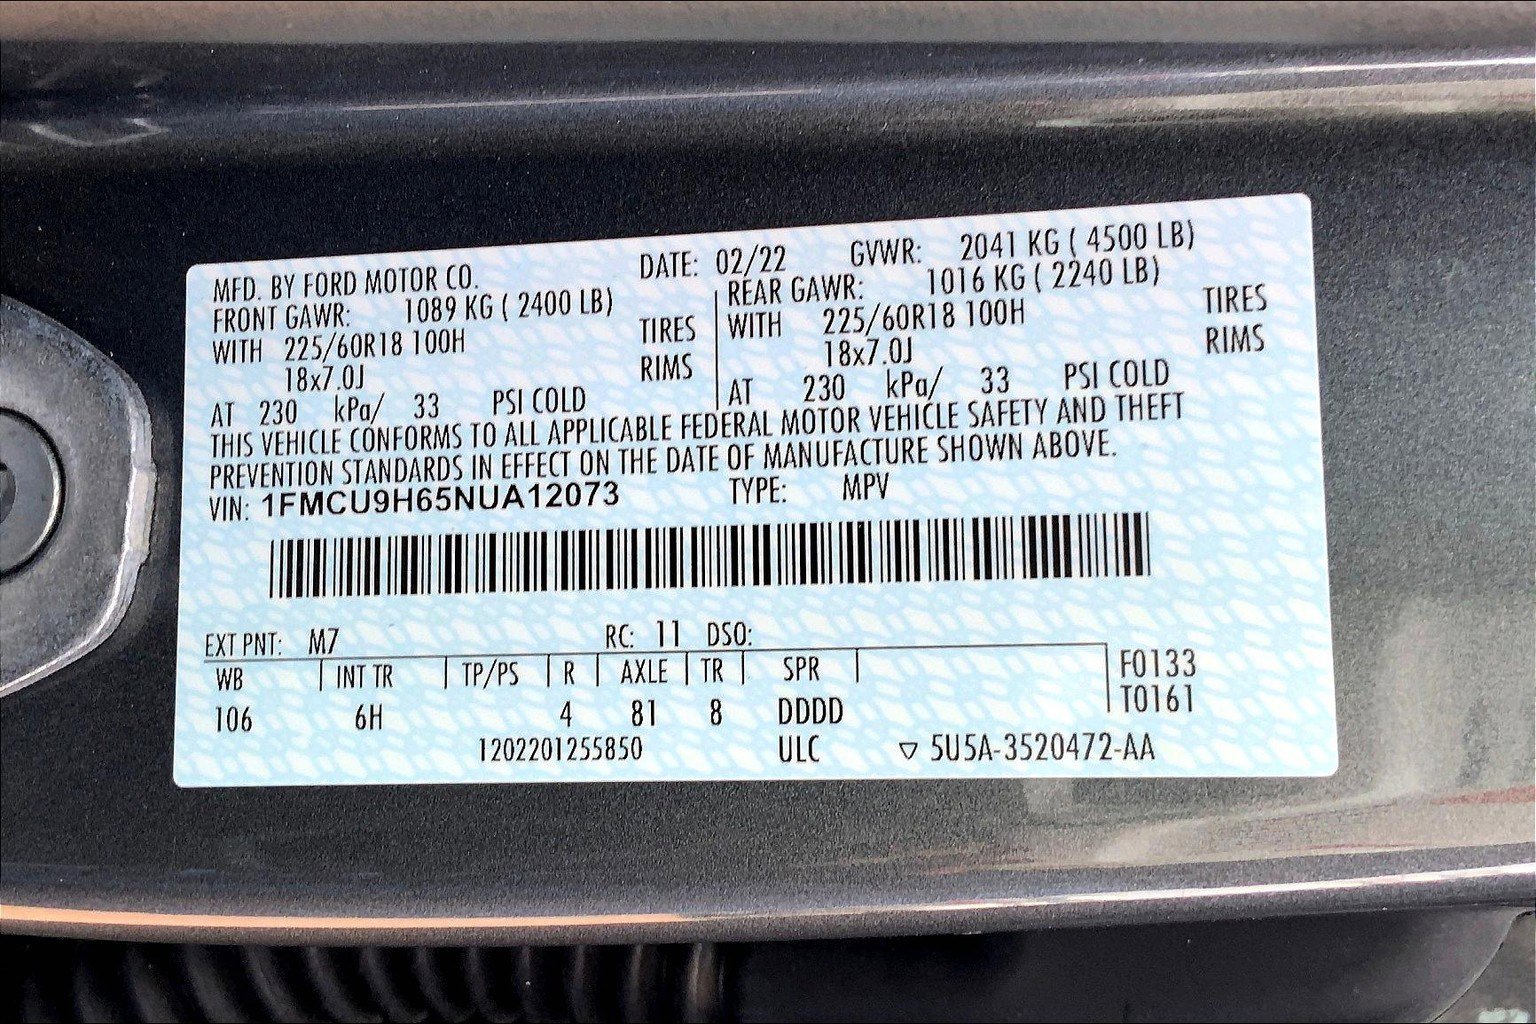 MFD. BY FORD MOTOR CO. DATE: 02/22 GVWR: 2041 KG ( 4500 LB)
FRONT GAWR: 1089 KG ( 2400 LB) REAR GAWR: 1016 KG ( 2240 LB)
WITH 225/60R18 100H TIRES WITH 225/60R18 100H TIRES
18x7.0J RIMS 18x7.0J RIMS
AT 230 kPa/ 33 PSI COLD AT 230 kPa/ 33 PSI COLD
THIS VEHICLE CONFORMS TO ALL APPLICABLE FEDERAL MOTOR VEHICLE SAFETY AND THEFT
PREVENTION STANDARDS IN EFFECT ON THE DATE OF MANUFACTURE SHOWN ABOVE.
VIN: 1FMCU9H65NUA12073 TYPE: MPV
EXT PNT: M7 RC: 11 DSO:
WB INT TR TP/PS R AXLE TR SPR F0133
106 6H 4 81 8 DDDD T0161
1202201255850 ULC ▽ 5U5A-3520472-AA